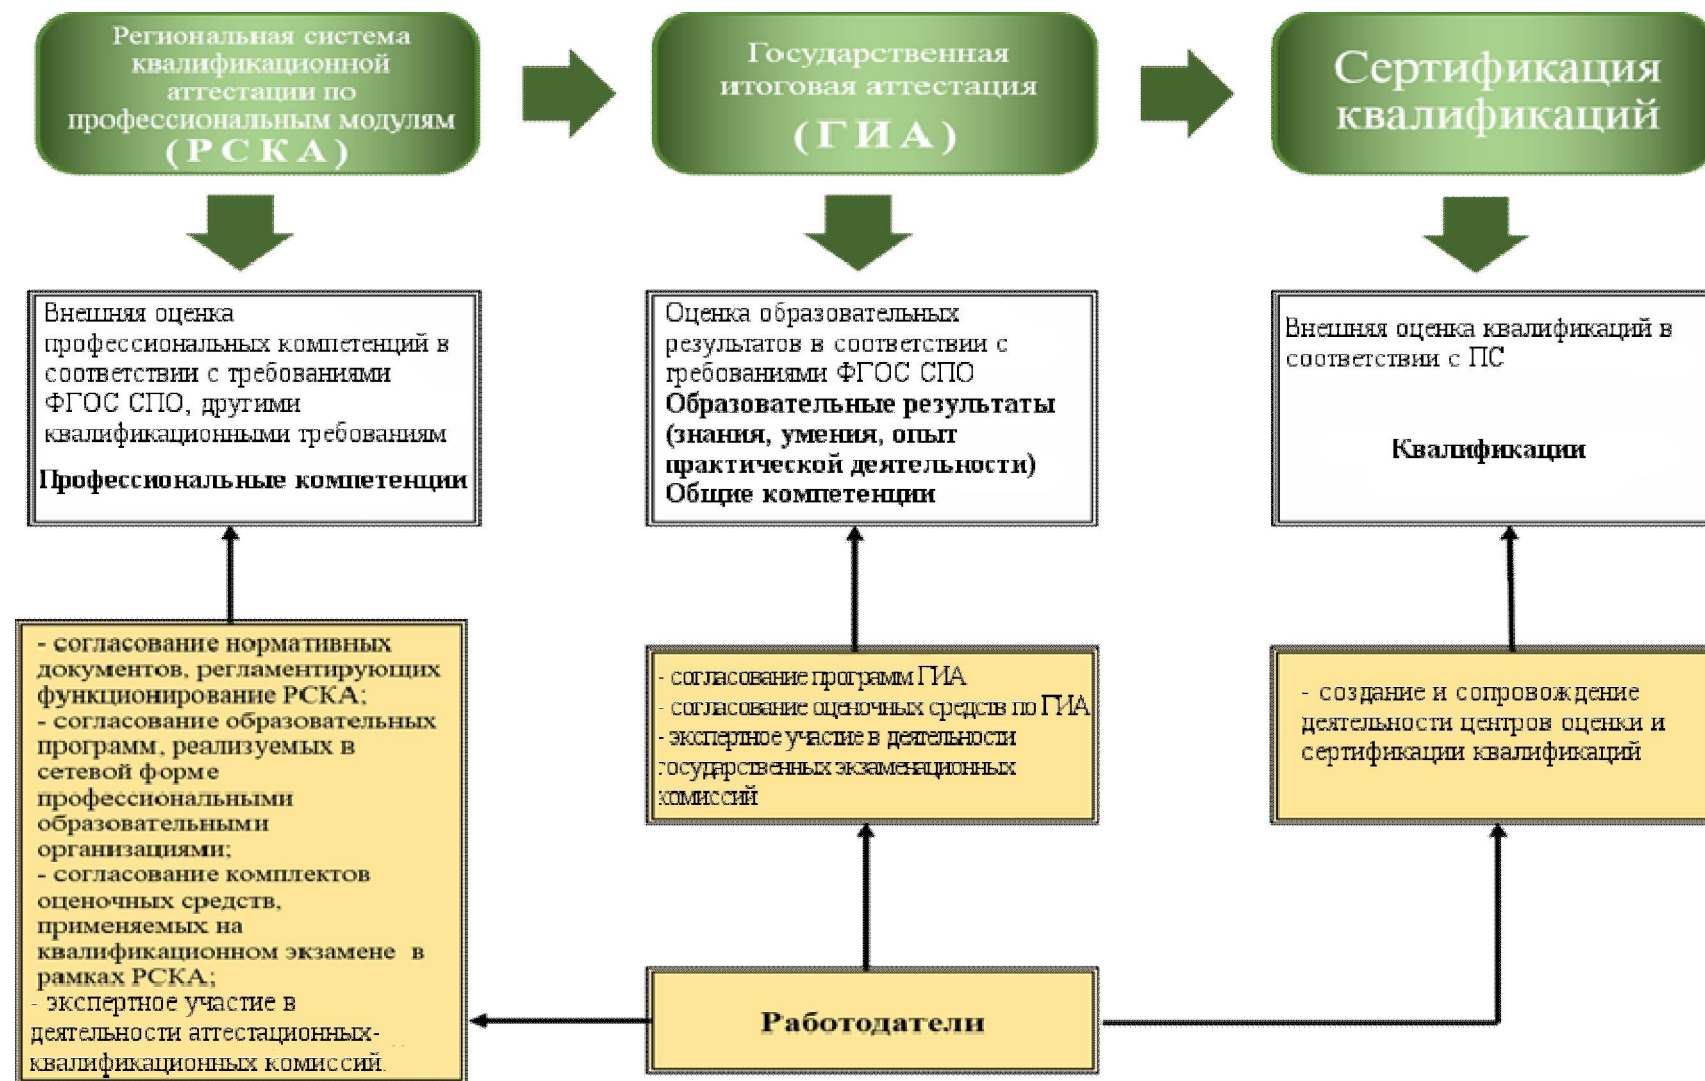 Региональная система
квалификационной
аттестации по
профессиональным модулям
(РСКА)
Государственная
итоговая аттестация
(ГИА)
Сертификация
квалификаций
Внешняя оценка
профессиональных компетенций в
соответствии с требованиями
ФГОС СПО, другими
квалификационными требованиям
Профессиональные компетенции
Оценка образовательных
результатов в соответствии с
требованиями ФГОС СПО
Образовательные результаты
(знания, умения, опыт
практической деятельности)
Общие компетенции
Внешняя оценка квалификаций в
соответствии с ПС
Квалификации
- согласование нормативных
документов, регламентирующих
функционирование РСКА;
- согласование образовательных
программ, реализуемых в
сетевой форме
профессиональными
образовательными
организациями;
- согласование комплектов
оценочных средств,
применяемых на
квалификационном экзамене в
рамках РСКА;
- экспертное участие в
деятельности аттестационных-
квалификационных комиссий.
- согласование программ ГИА
- согласование оценочных средств по ГИА
- экспертное участие в деятельности
государственных экзаменационных
комиссий
- создание и сопровождение
деятельности центров оценки и
сертификации квалификаций
Работодатели